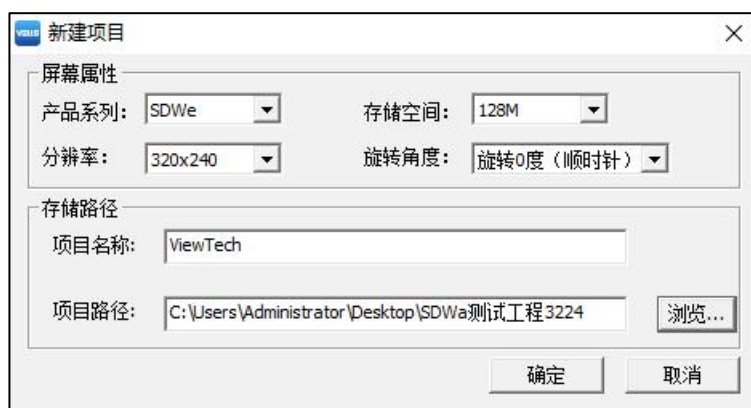 VGUS 新建项目
屏幕属性
产品系列： SDWe 存储空间： 128M
分辨率： 320x240 旋转角度： 旋转0度（顺时针）
存储路径
项目名称: ViewTech
项目路径: C:\Users\Administrator\Desktop\SDWa测试工程3224 浏览...
确定 取消